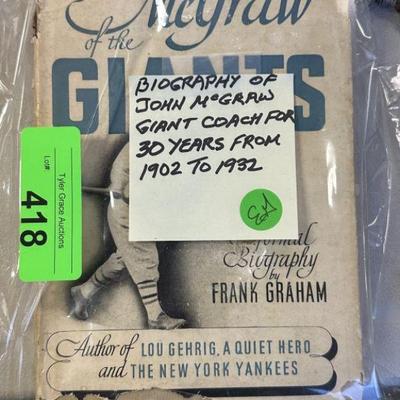 McGraw
of the
GIANTS
BIOGRAPHY OF
JOHN McGRAW
GIANT COACH FOR
30 YEARS FROM
1902 TO 1932
Tyler Grace Auctions
Lot#
418
Biography
by
FRANK GRAHAM
Author of LOU GEHRIG, A QUIET HERO
and THE NEW YORK YANKEES